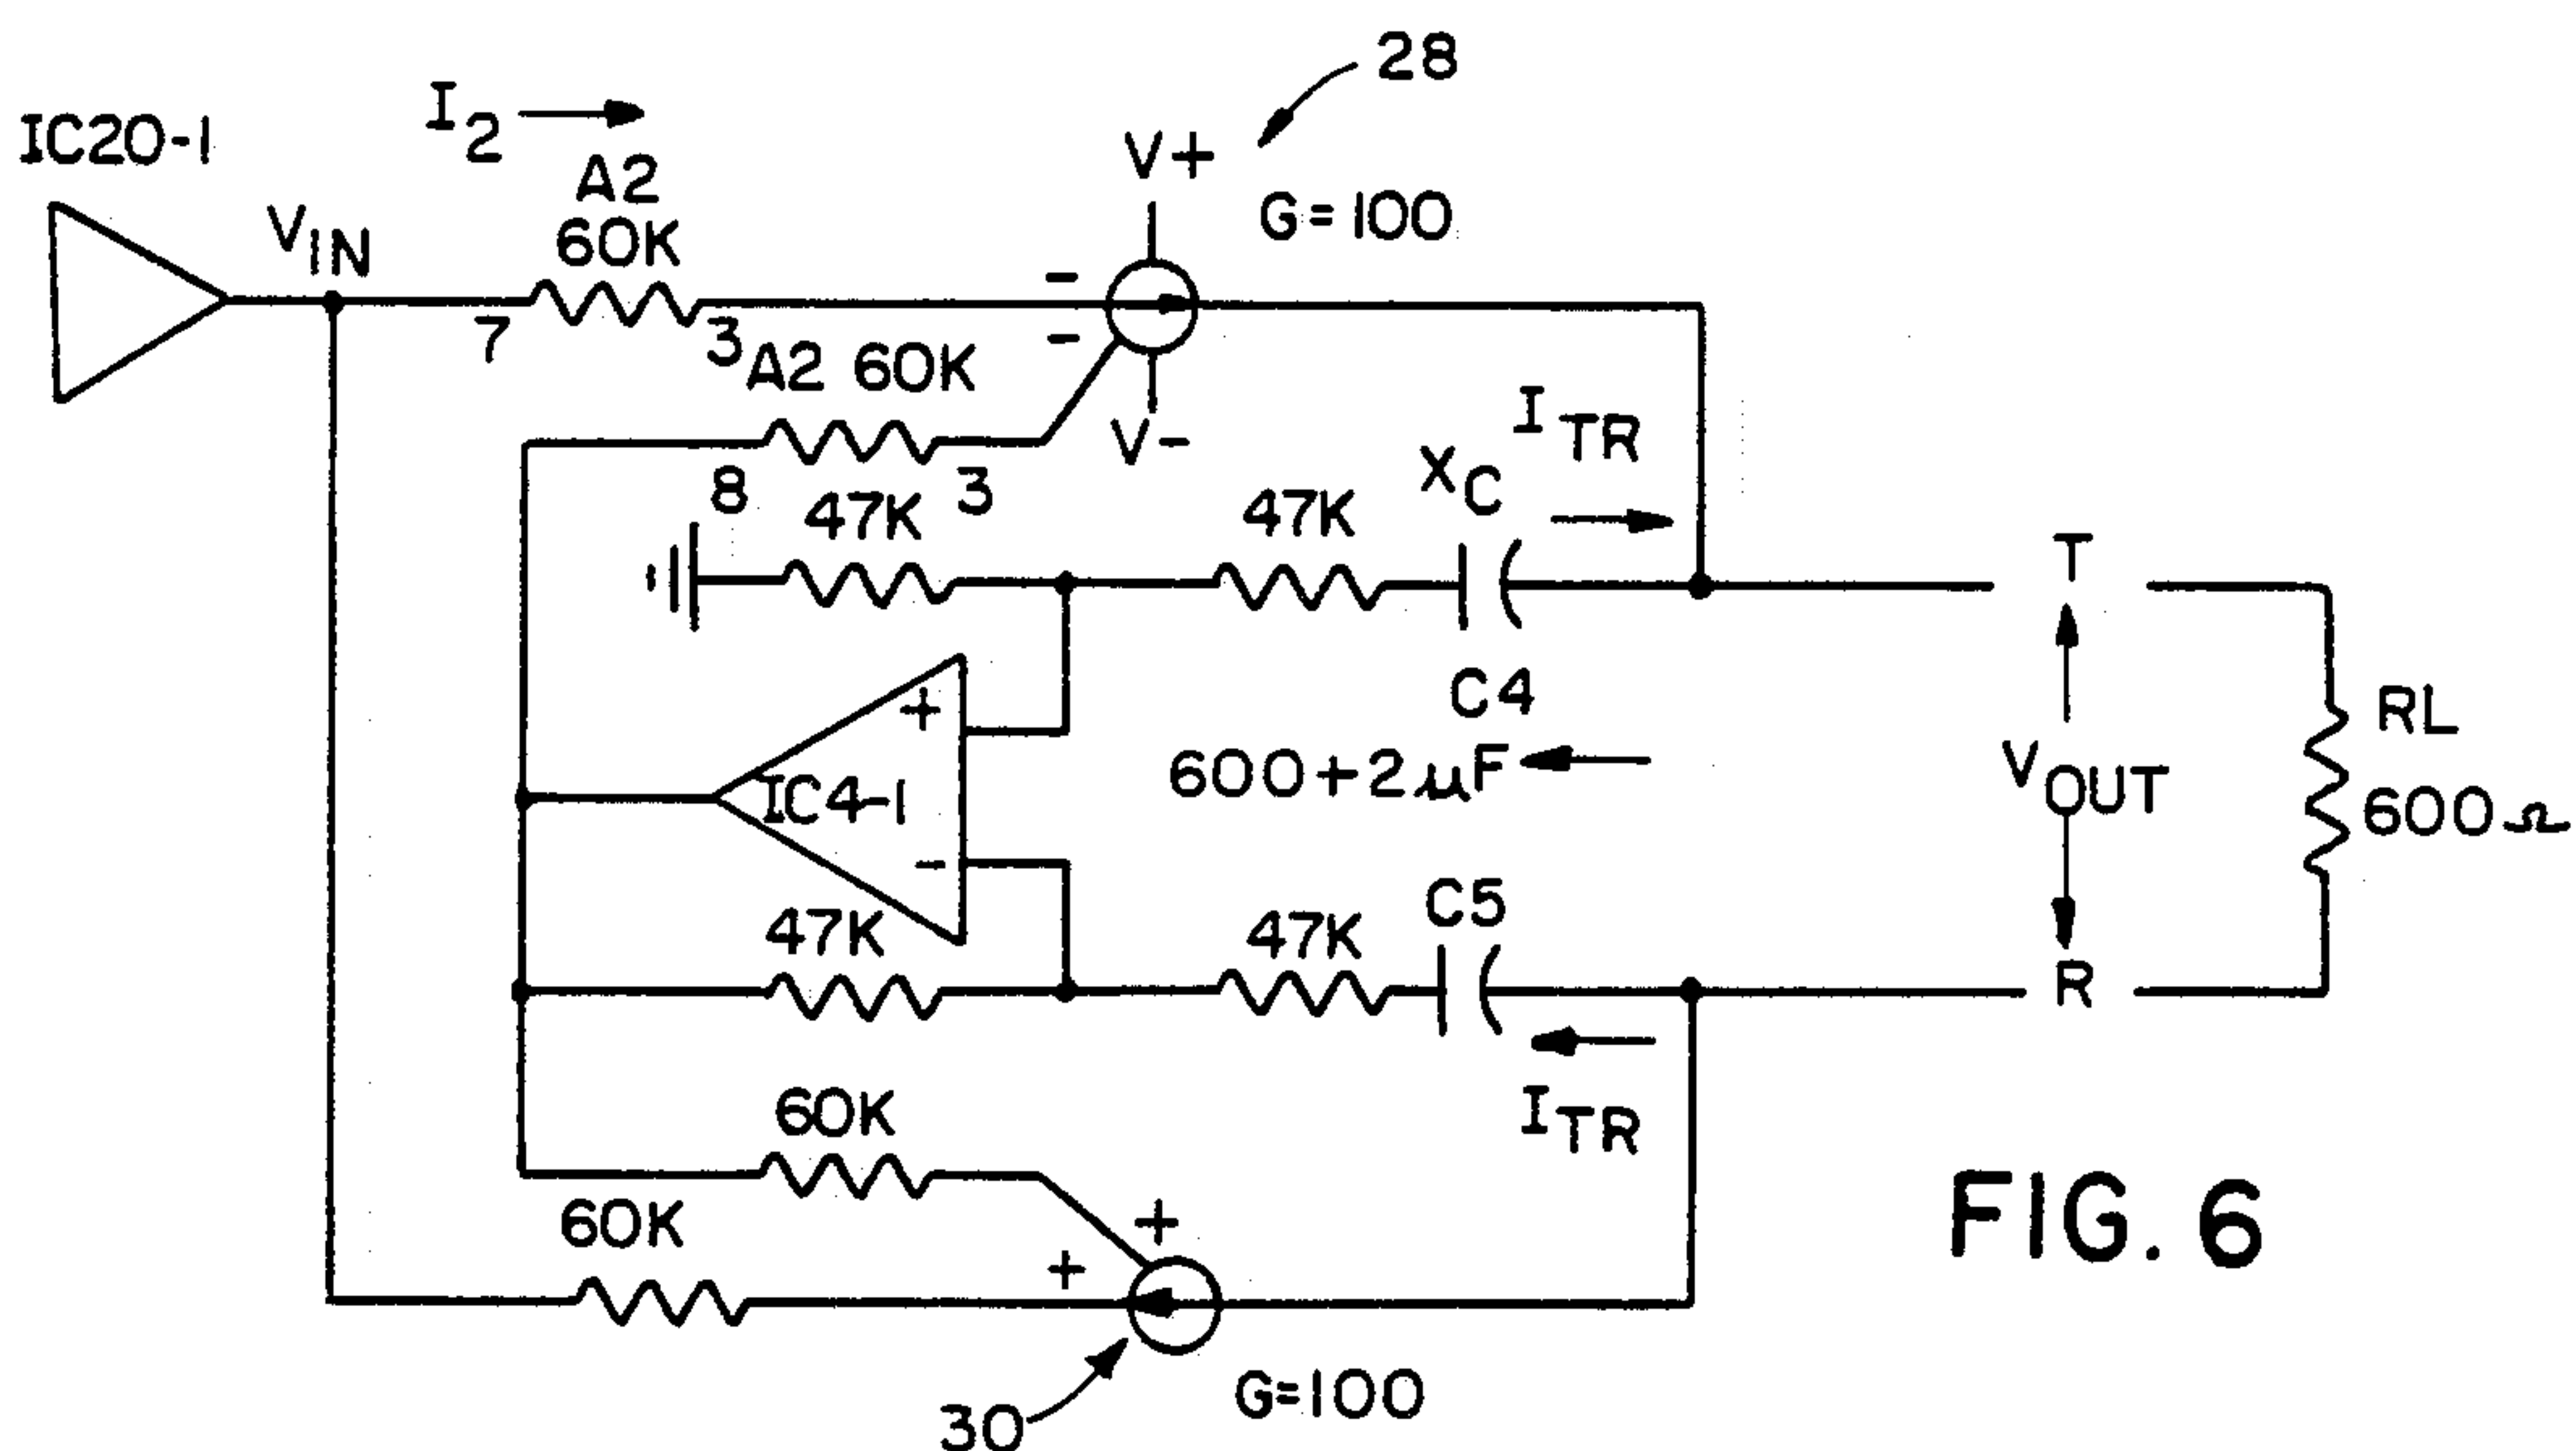 28
I2
IC20-1
V+
A2
60K
G=100
VIN
-
-
7
3
A2 60K
V-
ITR
8
3
47K
47K
XC
T
+
C4
RL
600+2µF
IC4-1
VOUT
600Ω
-
C5
47K
47K
R
ITR
60K
60K
+
+
FIG. 6
G=100
30